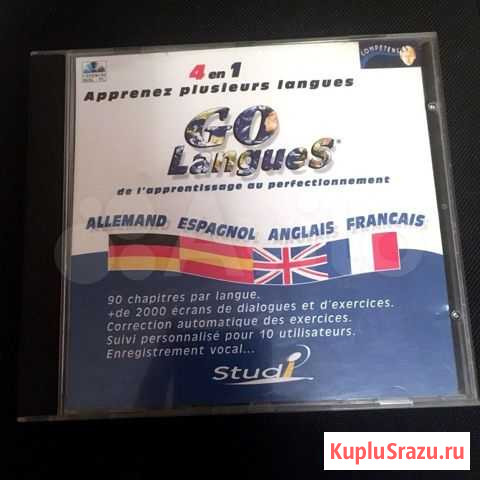 COMPETENCES
4 en 1
Apprenez plusieurs langues
GO
Langues
de l'apprentissage au perfectionnement
ALLEMAND ESPAGNOL ANGLAIS FRANCAIS
90 chapitres par langue.
+de 2000 écrans de dialogues et d'exercices.
Correction automatique des exercices.
Suivi personnalisé pour 10 utilisateurs.
Enregistrement vocal...
Studi
KupluSrazu.ru